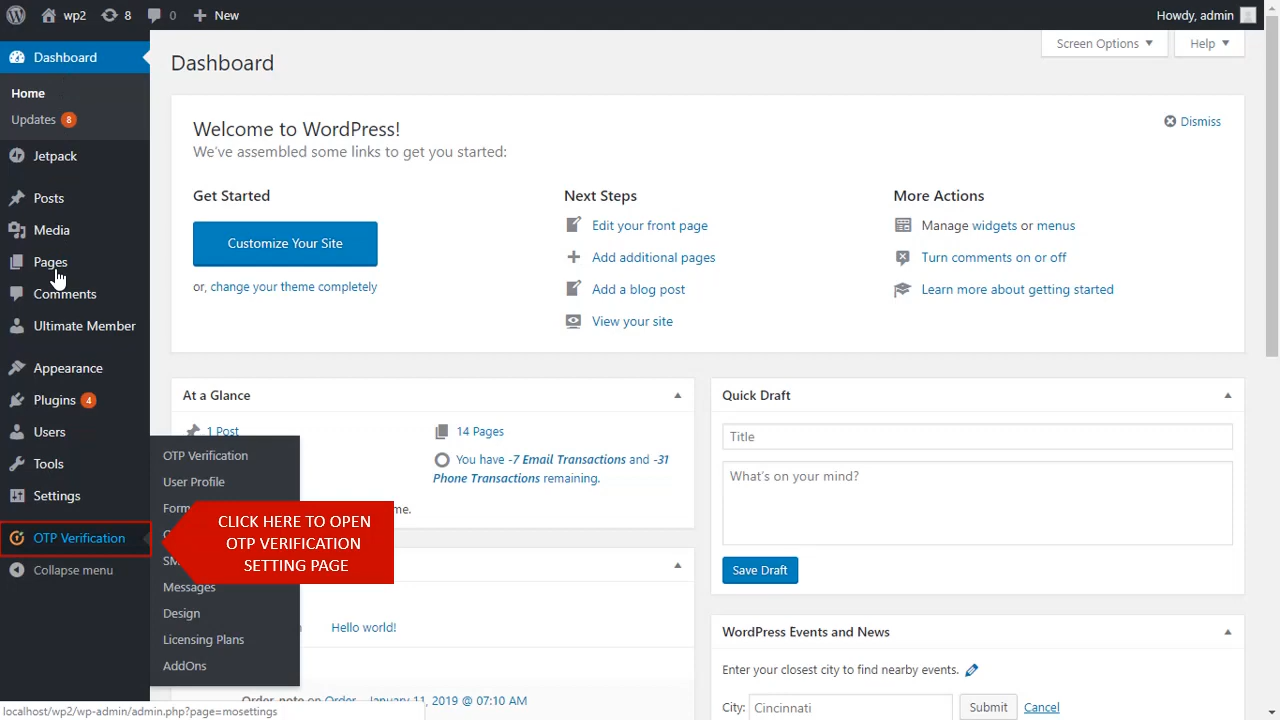 wp2
8
0
New
Howdy, admin
Dashboard
Home
Updates 8
Jetpack
Posts
Media
Pages
Comments
Ultimate Member
Appearance
Plugins 4
Users
Tools
Settings
OTP Verification
Collapse menu
OTP Verification
User Profile
Form
SM
Messages
Design
Licensing Plans
AddOns
CLICK HERE TO OPEN
OTP VERIFICATION
SETTING PAGE
Screen Options
Help
Dashboard
Welcome to WordPress!
We've assembled some links to get you started:
Dismiss
Get Started
Customize Your Site
or, change your theme completely
Next Steps
Edit your front page
Add additional pages
Add a blog post
View your site
More Actions
Manage widgets or menus
Turn comments on or off
Learn more about getting started
At a Glance
1 Post
14 Pages
You have -7 Email Transactions and -31
Phone Transactions remaining.
me.
Hello world!
Order note on Order – January 11, 2019 @ 07:10 AM
Quick Draft
Title
What's on your mind?
Save Draft
WordPress Events and News
Enter your closest city to find nearby events.
City: Cincinnati
Submit
Cancel
localhost/wp2/wp-admin/admin.php?page=mosettings